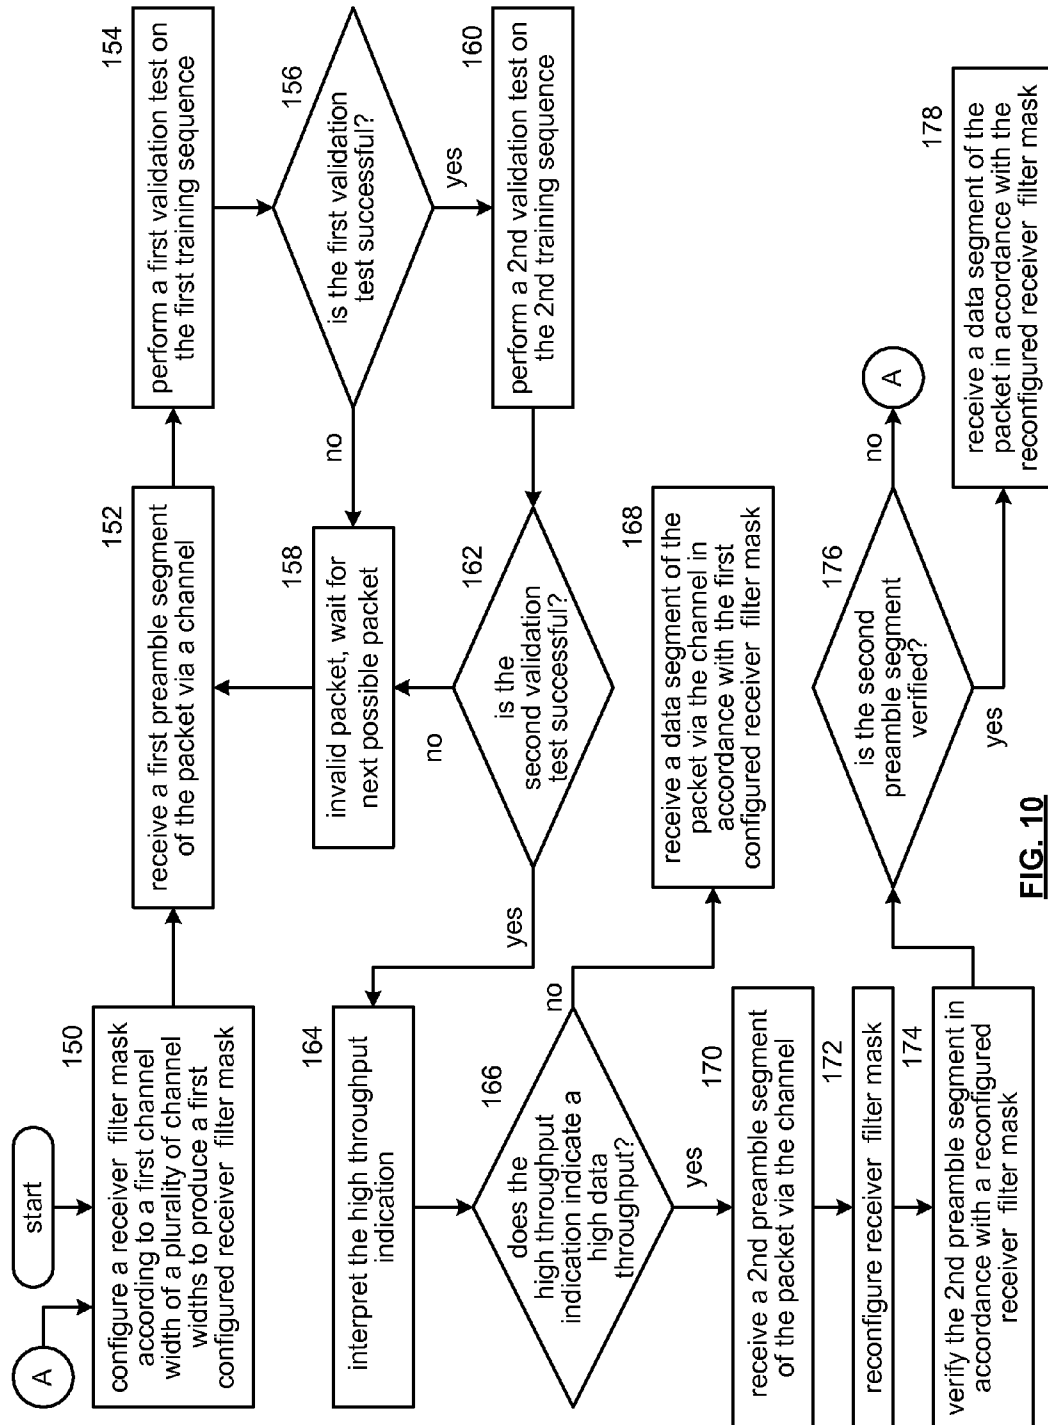 start
A
150
configure a receiver filter mask
according to a first channel
width of a plurality of channel
widths to produce a first
configured receiver filter mask
152
receive a first preamble segment
of the packet via a channel
154
perform a first validation test on
the first training sequence
156
is the first validation
test successful?
no
yes
158
invalid packet, wait for
next possible packet
160
perform a 2nd validation test on
the 2nd training sequence
162
is the
second validation
test successful?
no
yes
164
interpret the high throughput
indication
166
does the
high throughput
indication indicate a
high data
throughput?
no
yes
168
receive a data segment of the
packet via the channel in
accordance with the first
configured receiver filter mask
170
receive a 2nd preamble segment
of the packet via the channel
172
reconfigure receiver filter mask
174
verify the 2nd preamble segment in
accordance with a reconfigured
receiver filter mask
176
is the second
preamble segment
verified?
no
A
yes
178
receive a data segment of the
packet in accordance with the
reconfigured receiver filter mask
FIG. 10